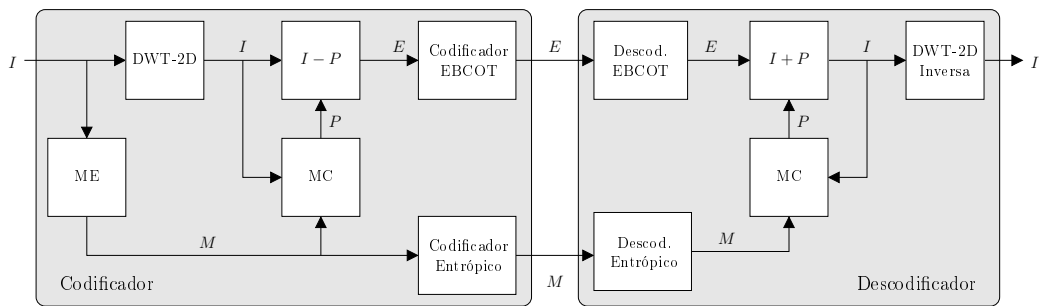 I
DWT-2D
I
I − P
E
Codificador
EBCOT
E
Descod.
EBCOT
E
I + P
I
DWT-2D
Inversa
I
P
P
ME
MC
MC
M
Codificador
Entrópico
M
Descod.
Entrópico
M
Codificador
Descodificador